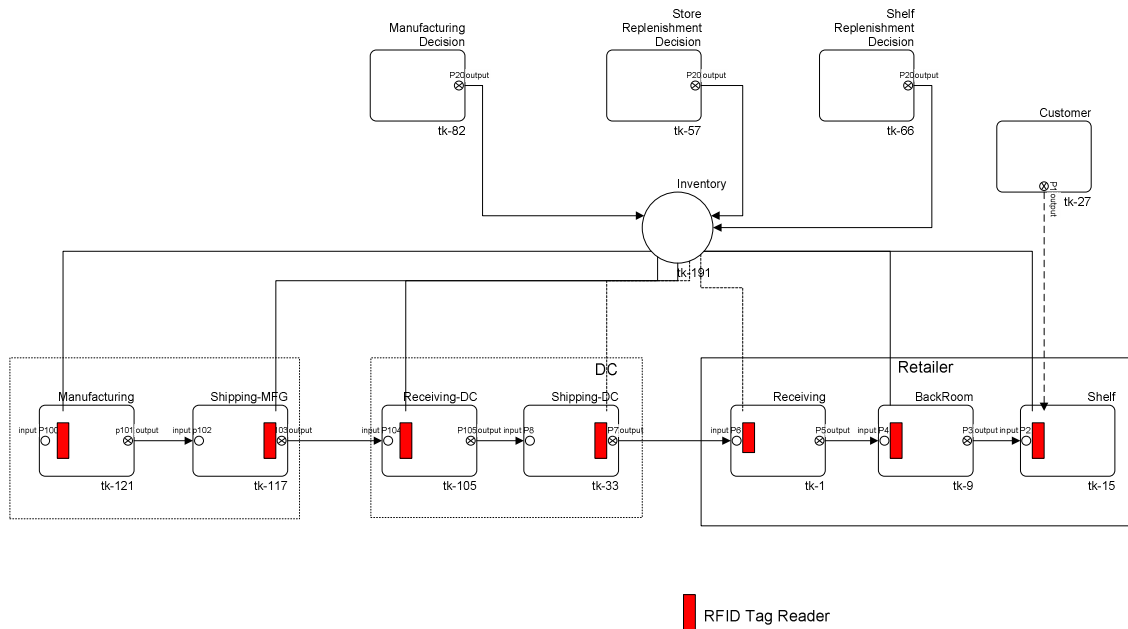 Manufacturing
Decision
P20 output
tk-82
Store
Replenishment
Decision
P20 output
tk-57
Shelf
Replenishment
Decision
P20 output
tk-66
Customer
P1 output
tk-27
Inventory
tk-191
DC
Retailer
Manufacturing
input P100
p101 output
tk-121
Shipping-MFG
input p102
103 output
tk-117
Receiving-DC
input P104
P105 output
tk-105
Shipping-DC
input P8
P7 output
tk-33
Receiving
input P6
P5 output
tk-1
BackRoom
input P4
P3 output
tk-9
Shelf
input P2
tk-15
RFID Tag Reader